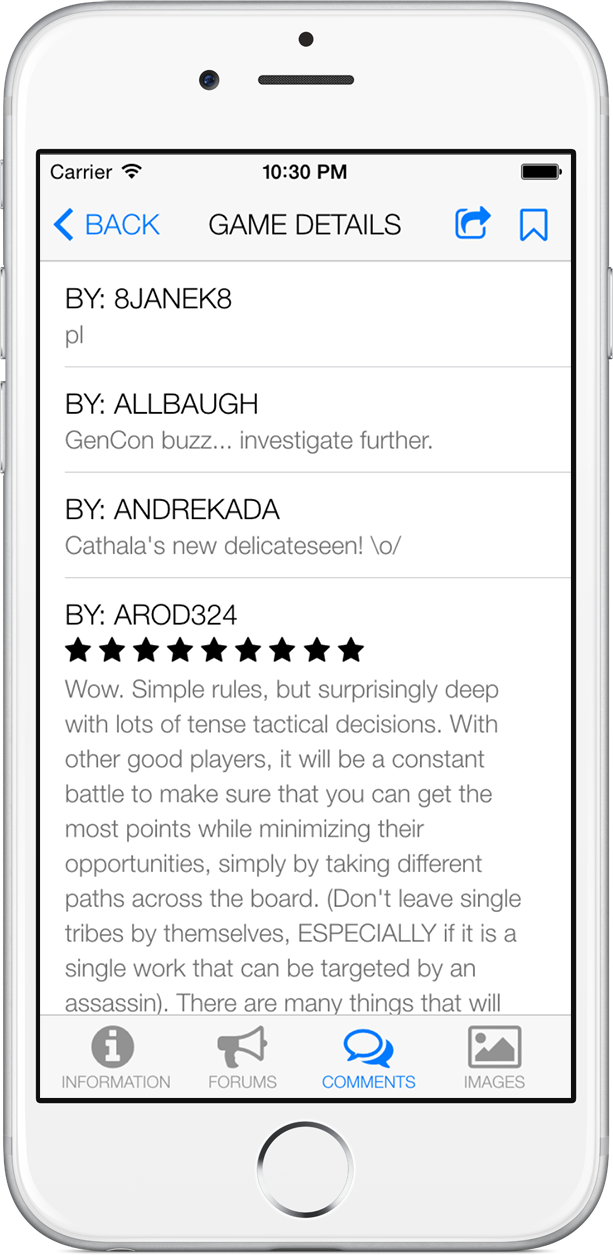 Carrier
10:30 PM
BACK
GAME DETAILS
BY: 8JANEK8
pl
BY: ALLBAUGH
GenCon buzz... investigate further.
BY: ANDREKADA
Cathala's new delicateseen! \o/
BY: AROD324
Wow. Simple rules, but surprisingly deep
with lots of tense tactical decisions. With
other good players, it will be a constant
battle to make sure that you can get the
most points while minimizing their
opportunities, simply by taking different
paths across the board. (Don't leave single
tribes by themselves, ESPECIALLY if it is a
single work that can be targeted by an
assassin). There are many things that will
INFORMATION
FORUMS
COMMENTS
IMAGES